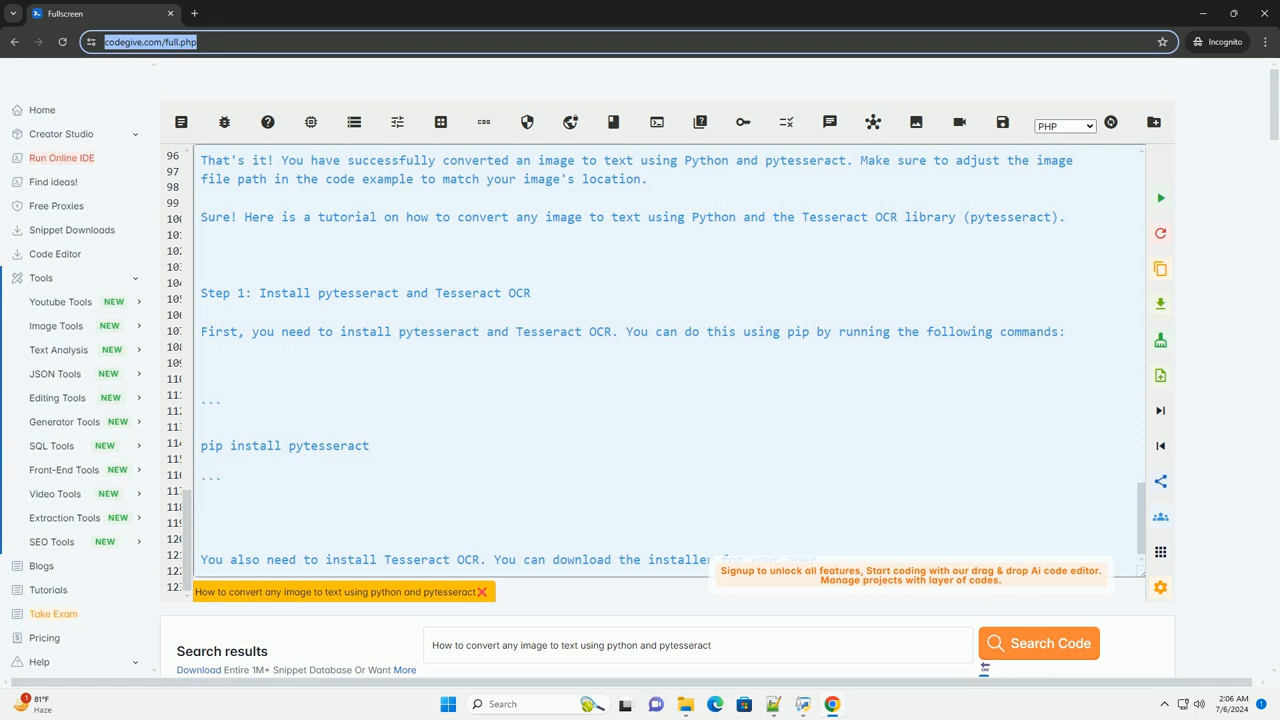 Fullscreen
codegive.com/full.php
Incognito
Home
Creator Studio
Run Online IDE
Find ideas!
Free Proxies
Snippet Downloads
Code Editor
Tools
Youtube Tools NEW
Image Tools NEW
Text Analysis NEW
JSON Tools NEW
Editing Tools NEW
Generator Tools NEW
SQL Tools NEW
Front-End Tools NEW
Video Tools NEW
Extraction Tools NEW
SEO Tools NEW
Blogs
Tutorials
Take Exam
Pricing
Help
CSS
PHP
96
97
98
99
That's it! You have successfully converted an image to text using Python and pytesseract. Make sure to adjust the image
file path in the code example to match your image's location.
Sure! Here is a tutorial on how to convert any image to text using Python and the Tesseract OCR library (pytesseract).
Step 1: Install pytesseract and Tesseract OCR
First, you need to install pytesseract and Tesseract OCR. You can do this using pip by running the following commands:
```
pip install pytesseract
```
You also need to install Tesseract OCR. You can download the installer for your oper
Signup to unlock all features, Start coding with our drag & drop Ai code editor.
Manage projects with layer of codes.
How to convert any image to text using python and pytesseract
Search results
Download Entire 1M+ Snippet Database Or Want More
How to convert any image to text using python and pytesseract
Search Code
1
81°F
Haze
Search
2:06 AM
7/6/2024
1